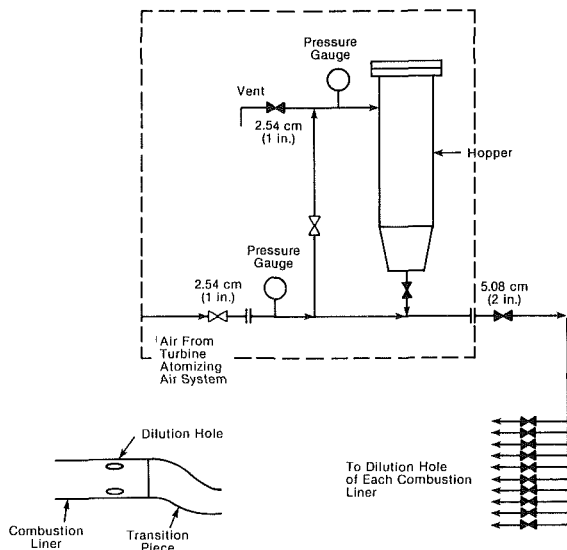 Pressure
Gauge
Vent
2.54 cm
(1 in.)
Hopper
Pressure
Gauge
2.54 cm
(1 in.)
5.08 cm
(2 in.)
Air From
Turbine
Atomizing
Air System
Dilution Hole
To Dilution Hole
of Each Combustion
Liner
Combustion
Liner
Transition
Piece